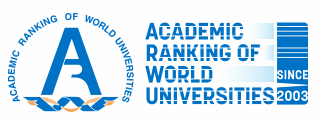 ACADEMIC RANKING OF WORLD UNIVERSITIES
A
ACADEMIC
RANKING OF
WORLD
UNIVERSITIES
SINCE
2003